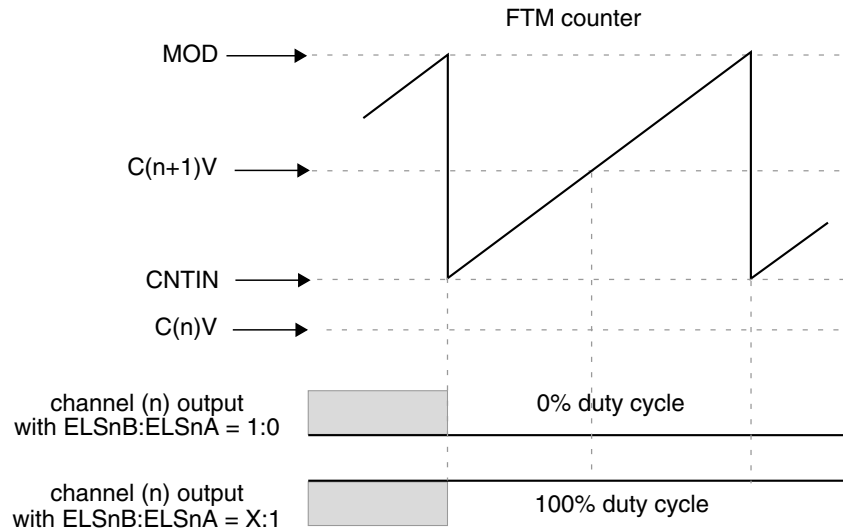 FTM counter
MOD
C(n+1)V
CNTIN
C(n)V
channel (n) output
with ELSnB:ELSnA = 1:0
0% duty cycle
channel (n) output
with ELSnB:ELSnA = X:1
100% duty cycle